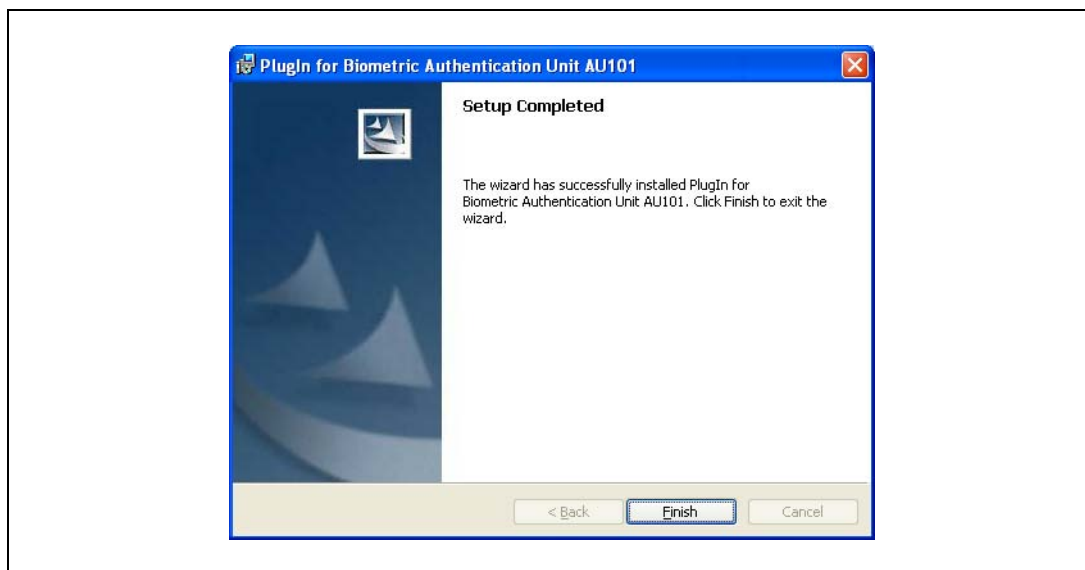 PlugIn for Biometric Authentication Unit AU101
Setup Completed
The wizard has successfully installed PlugIn for
Biometric Authentication Unit AU101. Click Finish to exit the
wizard.
< Back
Finish
Cancel